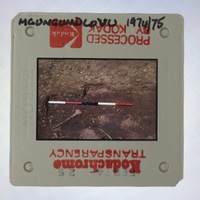 MGUNGUNDLOVU 1974/75
PROCESSED
BY KODAK
Kodak
Kodachrome
TRANSPARENCY